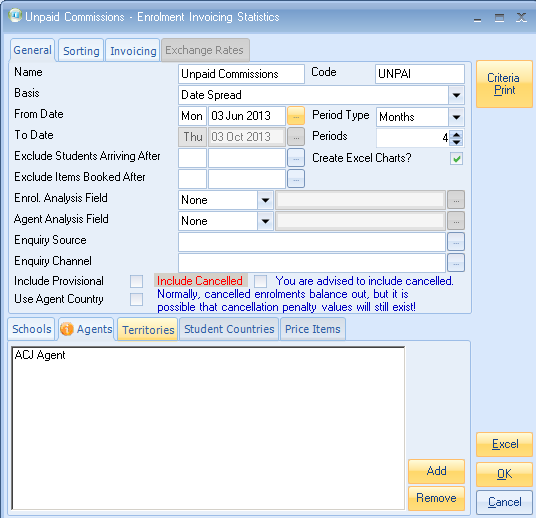 Unpaid Commissions - Enrolment Invoicing Statistics
General Sorting Invoicing Exchange Rates
Name Unpaid Commissions Code UNPAI
Criteria Print
Basis Date Spread
From Date Mon 03 Jun 2013 ... Period Type Months
To Date Thu 03 Oct 2013 ... Periods 4
Exclude Students Arriving After ... Create Excel Charts?
Exclude Items Booked After ...
Enrol. Analysis Field None ...
Agent Analysis Field None ...
Enquiry Source ...
Enquiry Channel ...
Include Provisional Include Cancelled You are advised to include cancelled.
Use Agent Country Normally, cancelled enrolments balance out, but it is
possible that cancellation penalty values will still exist!
Schools Agents Territories Student Countries Price Items
ACJ Agent
Excel
Add
OK
Remove
Cancel